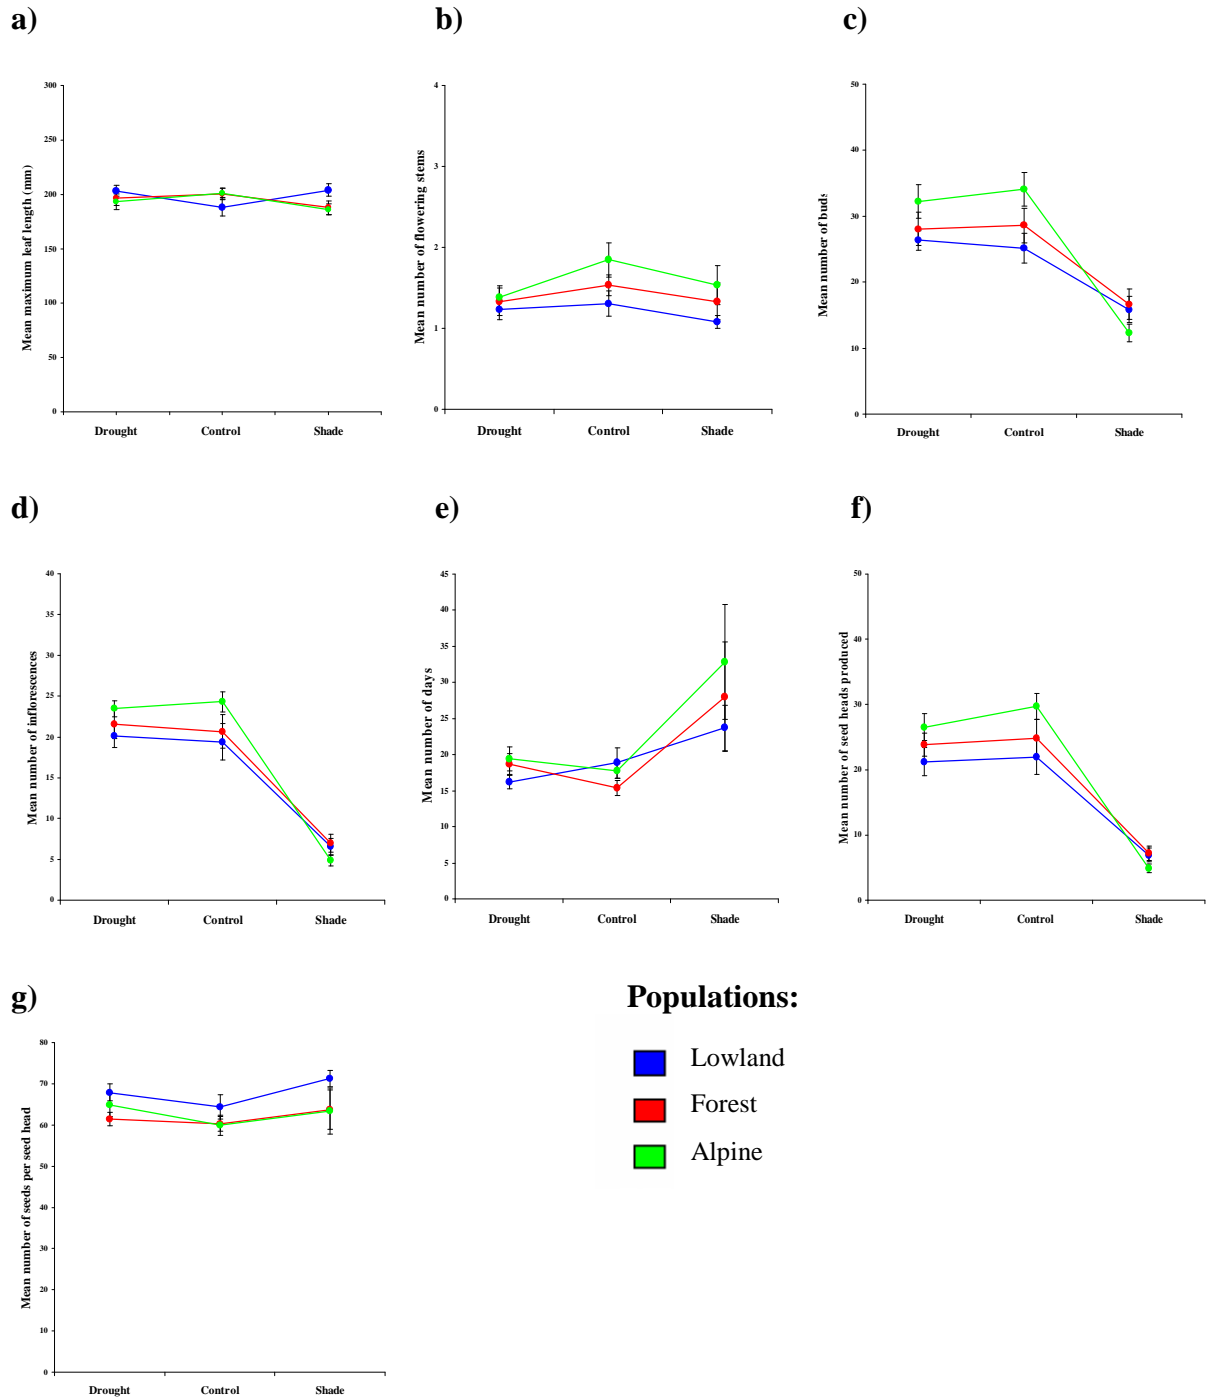 a)
Mean maximum leaf length (mm)
300
250
200
150
100
50
0
Drought Control Shade
b)
Mean number of flowering stems
4
3
2
1
0
Drought Control Shade
c)
Mean number of buds
50
40
30
20
10
0
Drought Control Shade
d)
Mean number of inflorescences
40
35
30
25
20
15
10
5
0
Drought Control Shade
e)
Mean number of days
45
40
35
30
25
20
15
10
5
0
Drought Control Shade
f)
Mean number of seed heads produced
50
40
30
20
10
0
Drought Control Shade
g)
Mean number of seeds per seed head
80
70
60
50
40
30
20
10
0
Drought Control Shade
Populations:
Lowland
Forest
Alpine